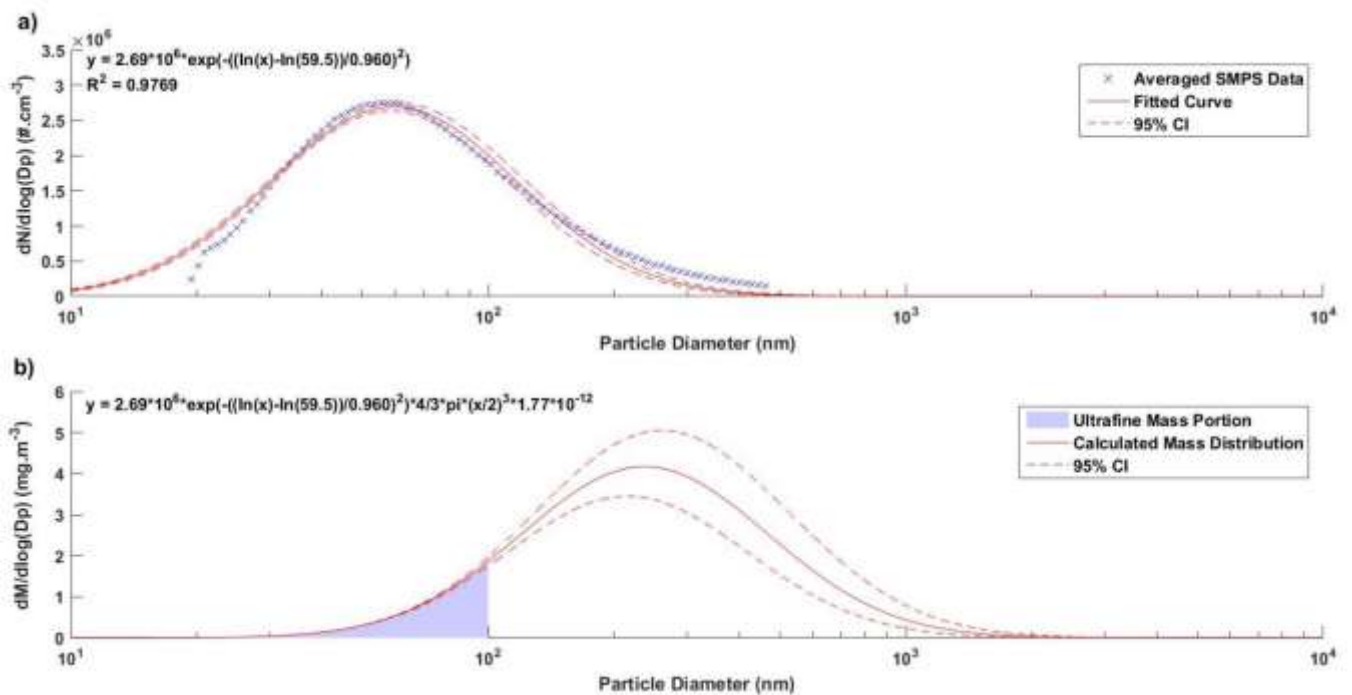 a)
×10^6
y = 2.69*10^6*exp(-((ln(x)-ln(59.5))/0.960)^2)
R^2 = 0.9769
3.5
3
2.5
2
1.5
1
0.5
0
dN/dlog(Dp) (#.cm^-3)
× Averaged SMPS Data
Fitted Curve
95% CI
10^1 10^2 10^3 10^4
Particle Diameter (nm)
b)
y = 2.69*10^6*exp(-((ln(x)-ln(59.5))/0.960)^2)*4/3*pi*(x/2)^3*1.77*10^-12
6
5
4
3
2
1
0
dM/dlog(Dp) (mg.m^-3)
Ultrafine Mass Portion
Calculated Mass Distribution
95% CI
10^1 10^2 10^3 10^4
Particle Diameter (nm)